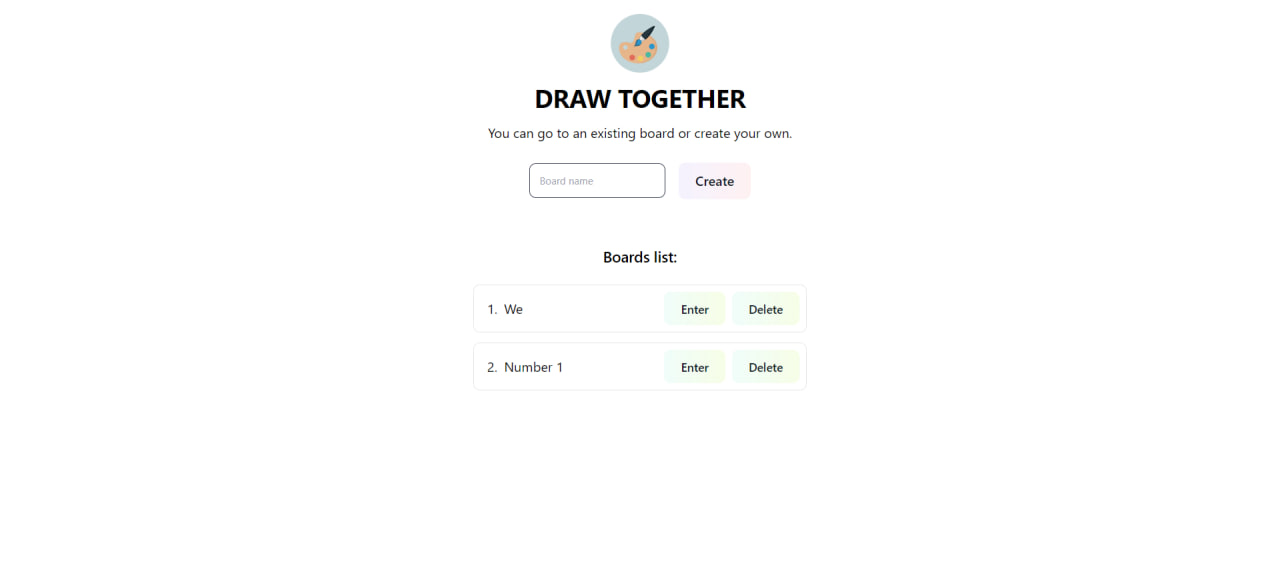 DRAW TOGETHER
You can go to an existing board or create your own.
Board name Create
Boards list:
1. We Enter Delete
2. Number 1 Enter Delete